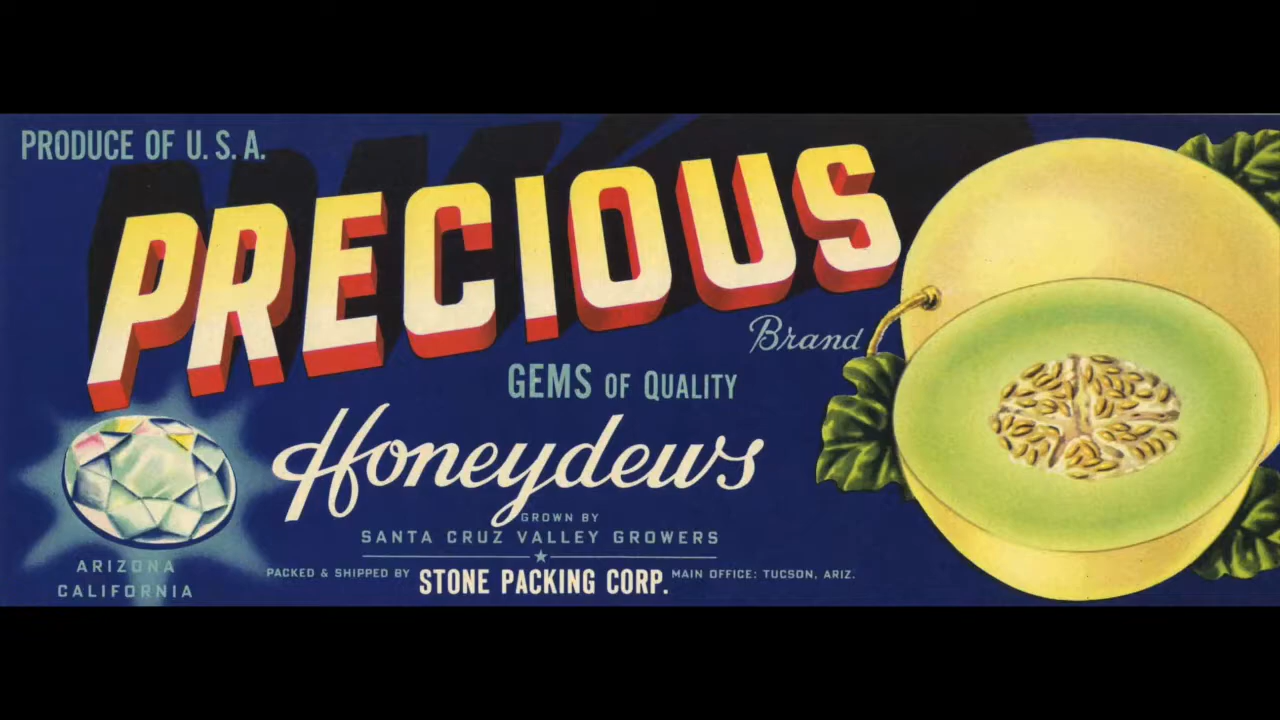 PRODUCE OF U.S.A.
PRECIOUS
Brand
GEMS OF QUALITY
Honeydews
GROWN BY
SANTA CRUZ VALLEY GROWERS
ARIZONA
CALIFORNIA
PACKED & SHIPPED BY STONE PACKING CORP. MAIN OFFICE: TUCSON, ARIZ.